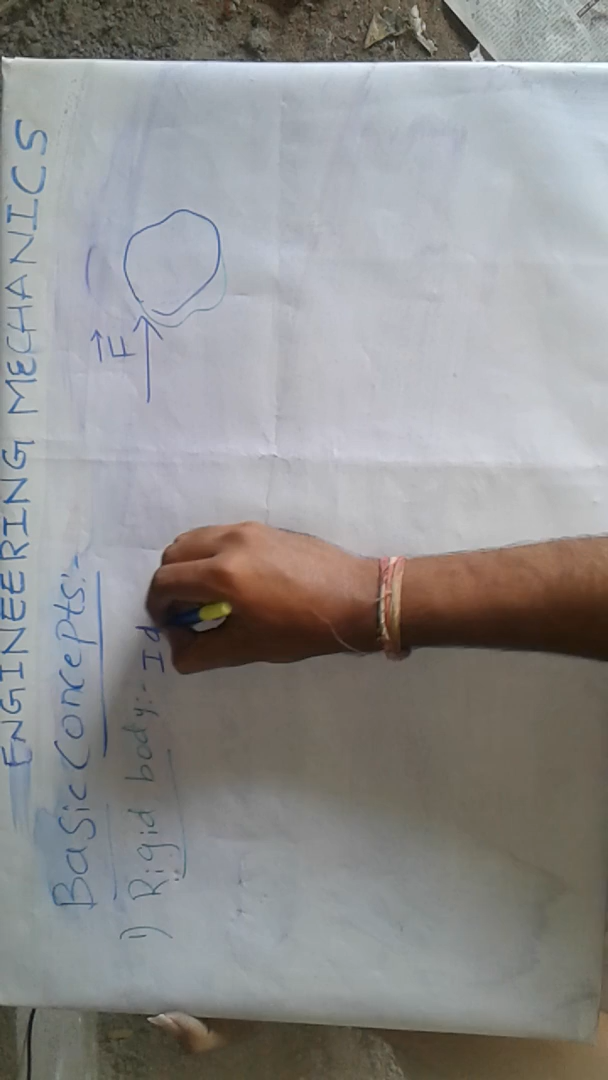 ENGINEERING MECHANICS
Basic Concepts:-
1) Rigid body:- Id
F